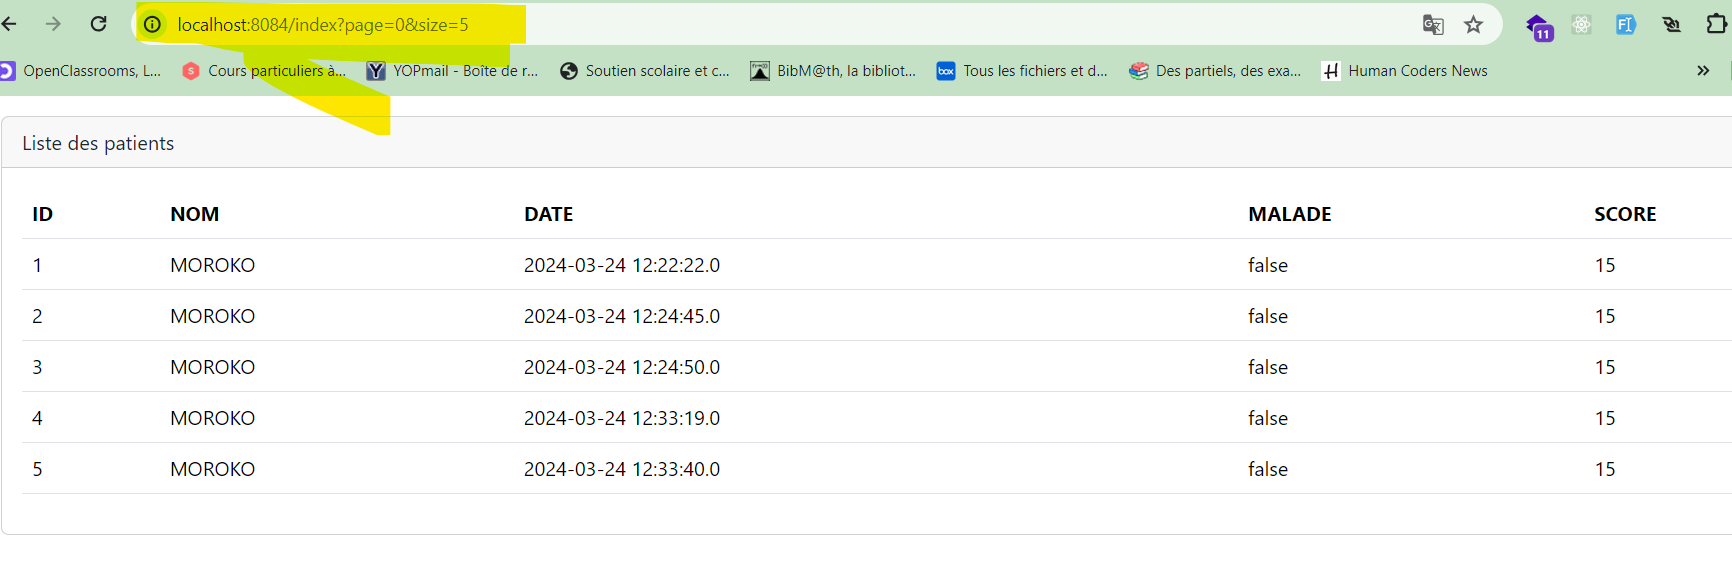 localhost:8084/index?page=0&size=5
11
OpenClassrooms, L... Cours particuliers à... YOPmail - Boîte de r... Soutien scolaire et c... BibM@th, la bibliot... box Tous les fichiers et d... Des partiels, des exa... Human Coders News
Liste des patients
ID NOM DATE MALADE SCORE
1 MOROKO 2024-03-24 12:22:22.0 false 15
2 MOROKO 2024-03-24 12:24:45.0 false 15
3 MOROKO 2024-03-24 12:24:50.0 false 15
4 MOROKO 2024-03-24 12:33:19.0 false 15
5 MOROKO 2024-03-24 12:33:40.0 false 15